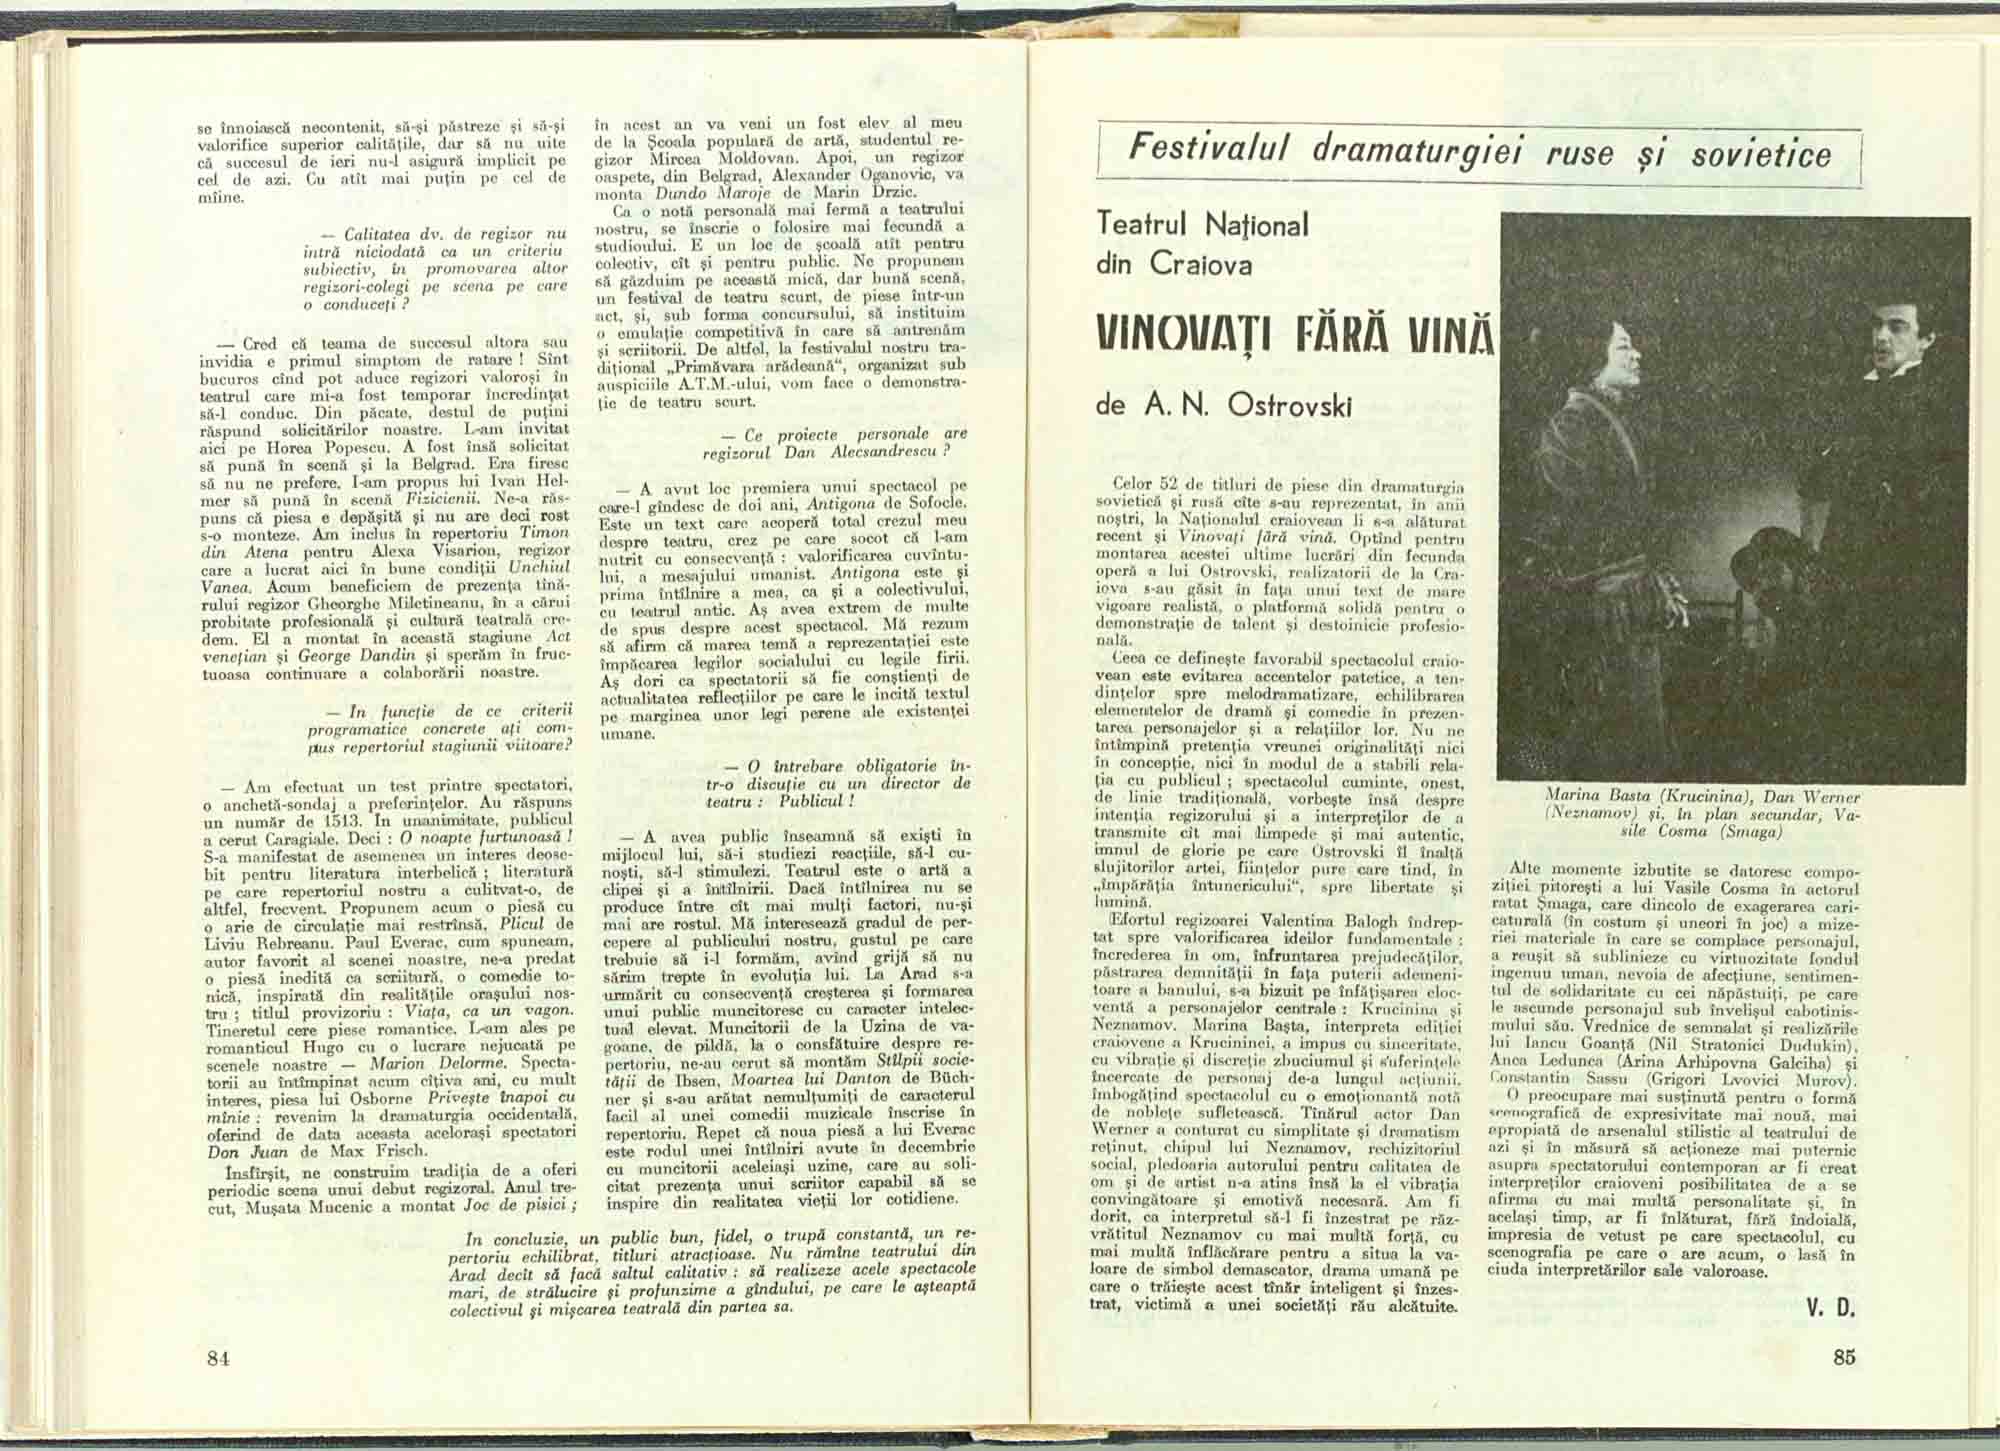 se înnoiască necontenit, să-și păstreze și să-și
valorifice superior calitățile, dar să nu uite
că succesul de ieri nu-l asigură implicit pe
cel de azi. Cu atît mai puțin pe cel de
mîine.
— Calitatea dv. de regizor nu
intră niciodată ca un criteriu
subiectiv, în promovarea altor
regizori-colegi pe scena pe care
o conduceți ?
— Cred că teama de succesul altora sau
invidia e primul simptom de ratare ! Sînt
bucuros cînd pot aduce regizori valoroși în
teatrul care mi-a fost temporar încredințat
să-l conduc. Din păcate, destul de puțini
răspund solicitărilor noastre. L-am invitat
aici pe Horea Popescu. A fost însă solicitat
să pună în scenă și la Belgrad. Era firesc
să nu ne prefere. I-am propus lui Ivan Hel-
mer să pună în scenă Fizicienii. Ne-a răs-
puns că piesa e depășită și nu are deci rost
s-o monteze. Am inclus în repertoriu Timon
din Atena pentru Alexa Visarion, regizor
care a lucrat aici în bune condiții Unchiul
Vanea. Acum beneficiem de prezența tînă-
rului regizor Gheorghe Miletineanu, în a cărui
probitate profesională și cultură teatrală cre-
dem. El a montat în această stagiune Act
venețian și George Dandin și sperăm în fruc-
tuoasa continuare a colaborării noastre.
— In funcție de ce criterii
programatice concrete ați com-
pus repertoriul stagiunii viitoare?
— Am efectuat un test printre spectatori,
o anchetă-sondaj a preferințelor. Au răspuns
un număr de 1513. In unanimitate, publicul
a cerut Caragiale. Deci : O noapte furtunoasă !
S-a manifestat de asemenea un interes deose-
bit pentru literatura interbelică ; literatură
pe care repertoriul nostru a culitvat-o, de
altfel, frecvent. Propunem acum o piesă cu
o arie de circulație mai restrînsă, Plicul de
Liviu Rebreanu. Paul Everac, cum spuneam,
autor favorit al scenei noastre, ne-a predat
o piesă inedită ca scriitură, o comedie to-
nică, inspirată din realitățile orașului nos-
tru ; titlul provizoriu : Viața, ca un vagon.
Tineretul cere piese romantice. L-am ales pe
romanticul Hugo cu o lucrare nejucată pe
scenele noastre — Marion Delorme. Specta-
torii au întîmpinat acum cîțiva ani, cu mult
interes, piesa lui Osborne Privește înapoi cu
mînie : revenim la dramaturgia occidentală,
oferind de data aceasta acelorași spectatori
Don Juan de Max Frisch.
Însfîrșit, ne construim tradiția de a oferi
periodic scena unui debut regizoral. Anul tre-
cut, Mușata Mucenic a montat Joc de pisici ;
în acest an va veni un fost elev al meu
de la Școala populară de artă, studentul re-
gizor Mircea Moldovan. Apoi, un regizor
oaspete, din Belgrad, Alexander Oganovic, va
monta Dundo Maroje de Marin Drzic.
Ca o notă personală mai fermă a teatrului
nostru, se înscrie o folosire mai fecundă a
studioului. E un loc de școală atît pentru
colectiv, cît și pentru public. Ne propunem
să găzduim pe această mică, dar bună scenă,
un festival de teatru scurt, de piese într-un
act, și, sub forma concursului, să instituim
o emulație competitivă în care să antrenăm
și scriitorii. De altfel, la festivalul nostru tra-
dițional „Primăvara arădeană“, organizat sub
auspiciile A.T.M.-ului, vom face o demonstra-
ție de teatru scurt.
— Ce proiecte personale are
regizorul Dan Alecsandrescu ?
— A avut loc premiera unui spectacol pe
care-l gîndesc de doi ani, Antigona de Sofocle.
Este un text care acoperă total crezul meu
despre teatru, crez pe care socot că l-am
nutrit cu consecvență : valorificarea cuvîntu-
lui, a mesajului umanist. Antigona este și
prima întîlnire a mea, ca și a colectivului,
cu teatrul antic. Aș avea extrem de multe
de spus despre acest spectacol. Mă rezum
să afirm că marea temă a reprezentației este
împăcarea legilor socialului cu legile firii.
Aș dori ca spectatorii să fie conștienți de
actualitatea reflecțiilor pe care le incită textul
pe marginea unor legi perene ale existenței
umane.
— O întrebare obligatorie în-
tr-o discuție cu un director de
teatru : Publicul !
— A avea public înseamnă să exiști în
mijlocul lui, să-i studiezi reacțiile, să-l cu-
noști, să-l stimulezi. Teatrul este o artă a
clipei și a întîlnirii. Dacă întîlnirea nu se
produce între cît mai mulți factori, nu-și
mai are rostul. Mă interesează gradul de per-
cepere al publicului nostru, gustul pe care
trebuie să i-l formăm, avînd grijă să nu
sărim trepte în evoluția lui. La Arad s-a
urmărit cu consecvență creșterea și formarea
unui public muncitoresc cu caracter intelec-
tual elevat. Muncitorii de la Uzina de va-
goane, de pildă, la o consfătuire despre re-
pertoriu, ne-au cerut să montăm Stîlpii socie-
tății de Ibsen, Moartea lui Danton de Büch-
ner și s-au arătat nemulțumiți de caracterul
facil al unei comedii muzicale înscrise în
repertoriu. Repet că noua piesă a lui Everac
este rodul unei întîlniri avute în decembrie
cu muncitorii aceleiași uzine, care au soli-
citat prezența unui scriitor capabil să se
inspire din realitatea vieții lor cotidiene.
În concluzie, un public bun, fidel, o trupă constantă, un re-
pertoriu echilibrat, titluri atracțioase. Nu rămîne teatrului din
Arad decît să facă saltul calitativ : să realizeze acele spectacole
mari, de strălucire și profunzime a gîndului, pe care le așteaptă
colectivul și mișcarea teatrală din partea sa.
84
Festivalul dramaturgiei ruse și sovietice
Teatrul Național
din Craiova
VINOVAȚI FĂRĂ VINĂ
de A. N. Ostrovski
Celor 52 de titluri de piese din dramaturgia
sovietică și rusă cîte s-au reprezentat, în anii
noștri, la Naționalul craiovean li s-a alăturat
recent și Vinovați fără vină. Optînd pentru
montarea acestei ultime lucrări din fecunda
operă a lui Ostrovski, realizatorii de la Cra-
iova s-au găsit în fața unui text de mare
vigoare realistă, o platformă solidă pentru o
demonstrație de talent și destoinicie profesio-
nală.
Ceea ce definește favorabil spectacolul craio-
vean este evitarea accentelor patetice, a ten-
dințelor spre melodramatizare, echilibrarea
elementelor de dramă și comedie în prezen-
tarea personajelor și a relațiilor lor. Nu ne
întîmpină pretenția vreunei originalități nici
în concepție, nici în modul de a stabili rela-
ția cu publicul ; spectacolul cuminte, onest,
de linie tradițională, vorbește însă despre
intenția regizorului și a interpreților de a
transmite cît mai limpede și mai autentic,
imnul de glorie pe care Ostrovski îl înalță
slujitorilor artei, ființelor pure care tind, în
„împărăția întunericului“, spre libertate și
lumină.
Efortul regizoarei Valentina Balogh îndrep-
tat spre valorificarea ideilor fundamentale :
încrederea în om, înfruntarea prejudecăților,
păstrarea demnității în fața puterii ademeni-
toare a banului, s-a bizuit pe înfățișarea eloc-
ventă a personajelor centrale : Krucinina și
Neznamov. Marina Bașta, interpreta ediției
craiovene a Krucininei, a impus cu sinceritate,
cu vibrație și discreție zbuciumul și suferințele
încercate de personaj de-a lungul acțiunii,
îmbogățind spectacolul cu o emoționantă notă
de noblețe sufletească. Tînărul actor Dan
Werner a conturat cu simplitate și dramatism
reținut, chipul lui Neznamov, rechizitoriul
social, pledoaria autorului pentru calitatea de
om și de artist n-a atins însă la el vibrația
convingătoare și emotivă necesară. Am fi
dorit, ca interpretul să-l fi înzestrat pe răz-
vrătitul Neznamov cu mai multă forță, cu
mai multă înflăcărare pentru a situa la va-
loare de simbol demascator, drama umană pe
care o trăiește acest tînăr inteligent și înzes-
trat, victimă a unei societăți rău alcătuite.
Marina Basta (Krucinina), Dan Werner
(Neznamov) și, în plan secundar, Va-
sile Cosma (Smaga)
Alte momente izbutite se datoresc compo-
ziției pitorești a lui Vasile Cosma în actorul
ratat Șmaga, care dincolo de exagerarea cari-
caturală (în costum și uneori în joc) a mize-
riei materiale în care se complace personajul,
a reușit să sublinieze cu virtuozitate fondul
ingenuu uman, nevoia de afecțiune, sentimen-
tul de solidaritate cu cei năpăstuiți, pe care
le ascunde personajul sub învelișul cabotinis-
mului său. Vrednice de semnalat și realizările
lui Iancu Goanță (Nil Stratonici Dudukin),
Anca Ledunca (Arina Arhipovna Galciha) și
Constantin Sassu (Grigori Lvovici Murov).
O preocupare mai susținută pentru o formă
scenografică de expresivitate mai nouă, mai
apropiată de arsenalul stilistic al teatrului de
azi și în măsură să acționeze mai puternic
asupra spectatorului contemporan ar fi creat
interpreților craioveni posibilitatea de a se
afirma cu mai multă personalitate și, în
același timp, ar fi înlăturat, fără îndoială,
impresia de vetust pe care spectacolul, cu
scenografia pe care o are acum, o lasă în
ciuda interpretărilor sale valoroase.
V. D.
85